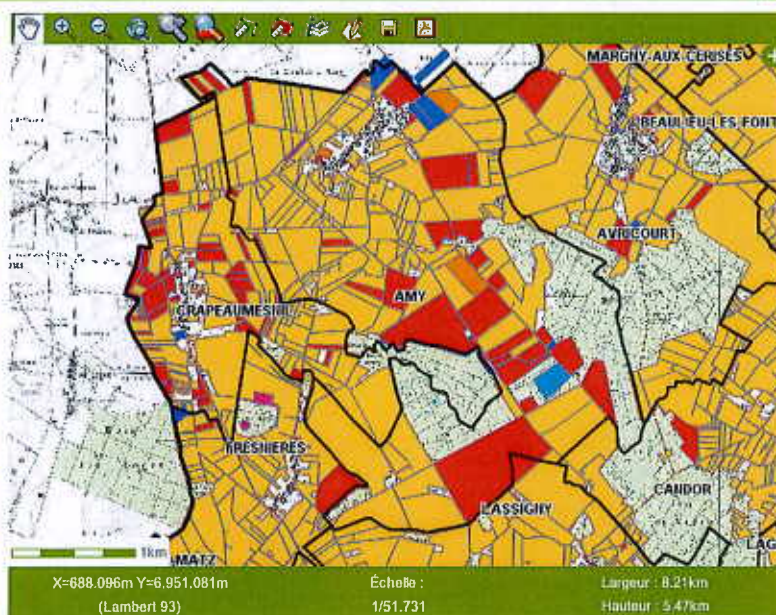 MARGNY-AUX-CERISES
BEAULIEU-LES-FONT
AVRICOURT
AMY
CRAPEAUMESNIL
FRESNIERES
CANDOR
LASSIGNY
LAG
MATZ
1km
X=688.096m Y=6.951.081m
Échelle :
Largeur : 8.21km
(Lambert 93)
1/51.731
Hauteur : 5.47km